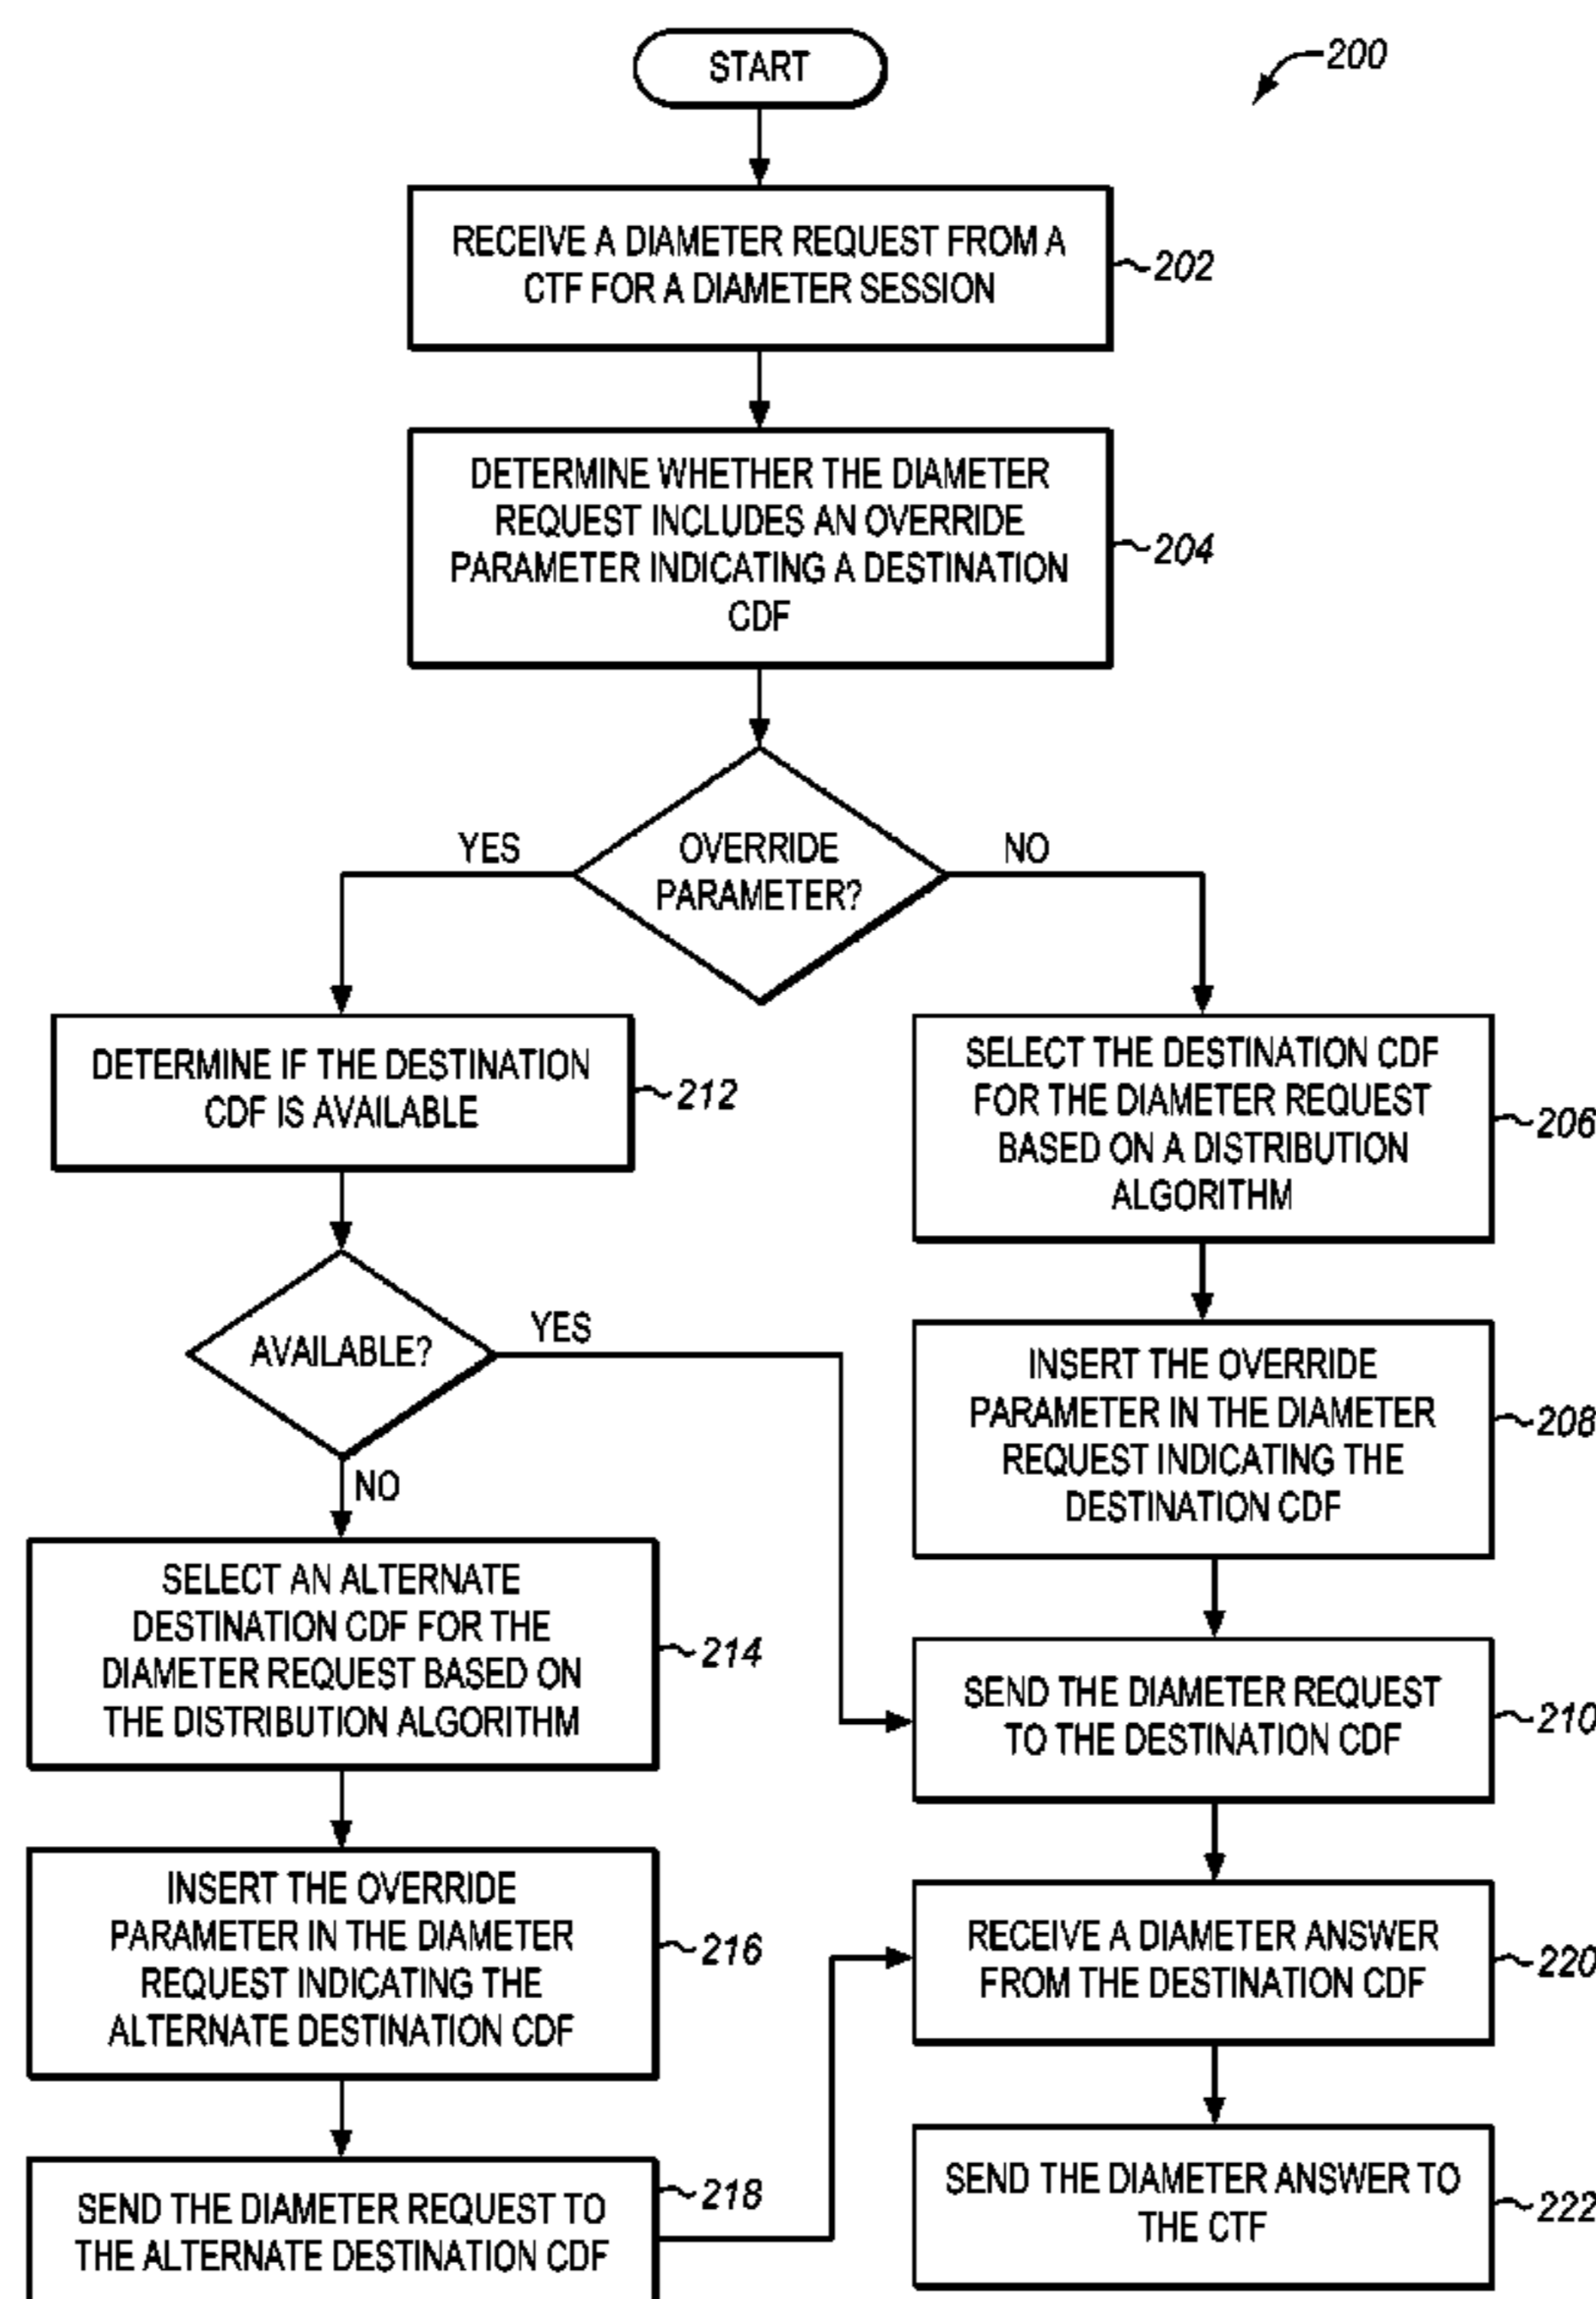 START
200
RECEIVE A DIAMETER REQUEST FROM A
CTF FOR A DIAMETER SESSION
202
DETERMINE WHETHER THE DIAMETER
REQUEST INCLUDES AN OVERRIDE
PARAMETER INDICATING A DESTINATION
CDF
204
OVERRIDE
PARAMETER?
YES
NO
DETERMINE IF THE DESTINATION
CDF IS AVAILABLE
212
SELECT THE DESTINATION CDF
FOR THE DIAMETER REQUEST
BASED ON A DISTRIBUTION
ALGORITHM
206
AVAILABLE?
YES
NO
INSERT THE OVERRIDE
PARAMETER IN THE DIAMETER
REQUEST INDICATING THE
DESTINATION CDF
208
SELECT AN ALTERNATE
DESTINATION CDF FOR THE
DIAMETER REQUEST BASED ON
THE DISTRIBUTION ALGORITHM
214
SEND THE DIAMETER REQUEST
TO THE DESTINATION CDF
210
INSERT THE OVERRIDE
PARAMETER IN THE DIAMETER
REQUEST INDICATING THE
ALTERNATE DESTINATION CDF
216
RECEIVE A DIAMETER ANSWER
FROM THE DESTINATION CDF
220
SEND THE DIAMETER REQUEST TO
THE ALTERNATE DESTINATION CDF
218
SEND THE DIAMETER ANSWER TO
THE CTF
222